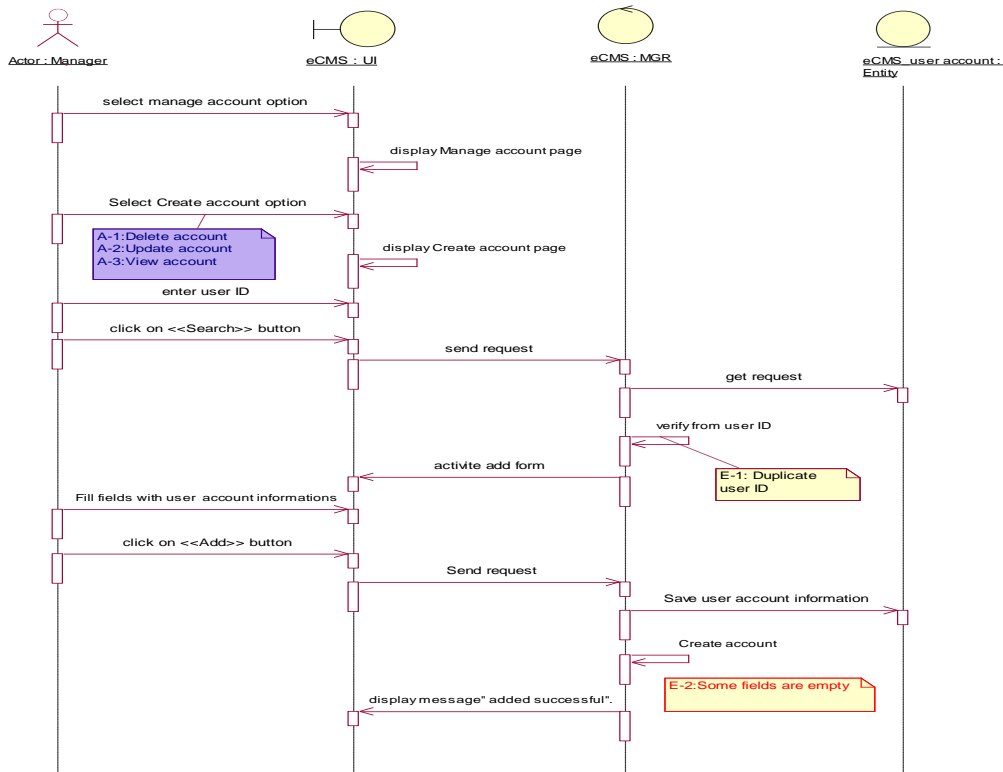 Actor : Manager
eCMS : UI
eCMS : MGR
eCMS_user account :
Entity
select manage account option
display Manage account page
Select Create account option
A-1:Delete account
A-2:Update account
A-3:View account
display Create account page
enter user ID
click on <<Search>> button
send request
get request
verify from user ID
activite add form
E-1: Duplicate
user ID
Fill fields with user account informations
click on <<Add>> button
Send request
Save user account information
Create account
E-2:Some fields are empty
display message" added successful".